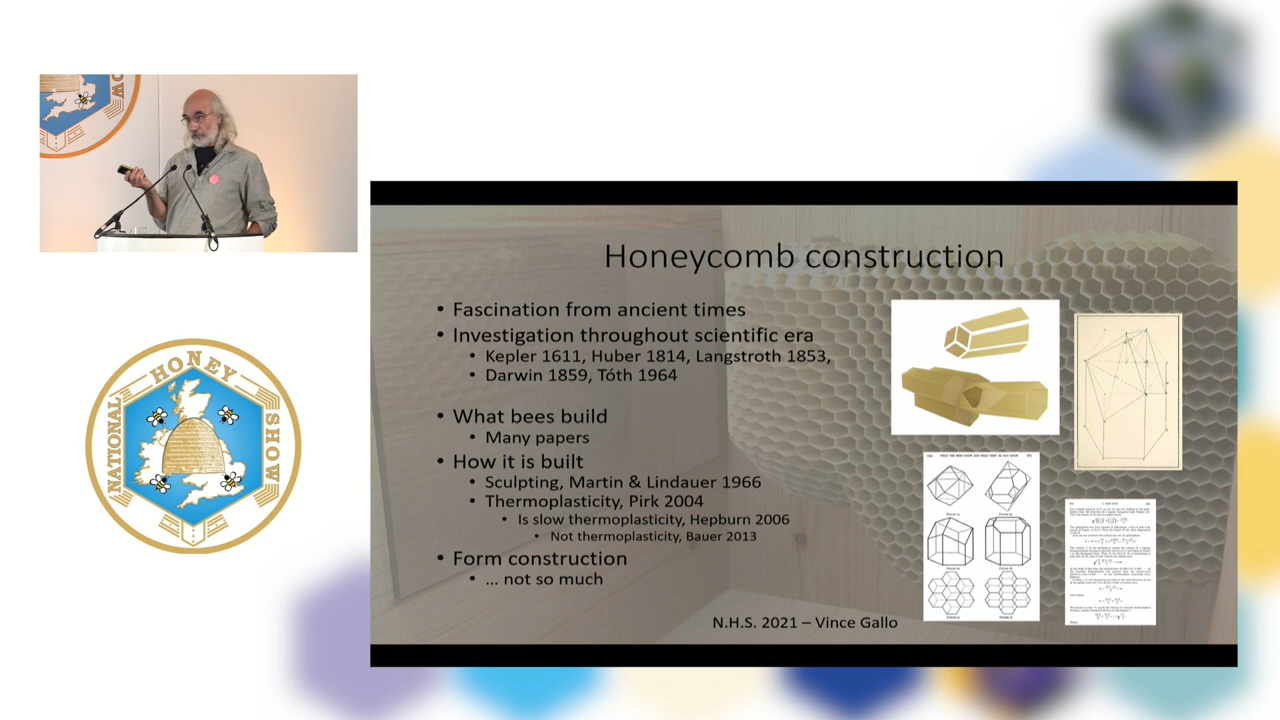 NATIONAL HONEY SHOW
Honeycomb construction
• Fascination from ancient times
• Investigation throughout scientific era
• Kepler 1611, Huber 1814, Langstroth 1853,
• Darwin 1859, Tóth 1964
• What bees build
• Many papers
• How it is built
• Sculpting, Martin & Lindauer 1966
• Thermoplasticity, Pirk 2004
• Is slow thermoplasticity, Hepburn 2006
• Not thermoplasticity, Bauer 2013
• Form construction
• ... not so much
N.H.S. 2021 – Vince Gallo